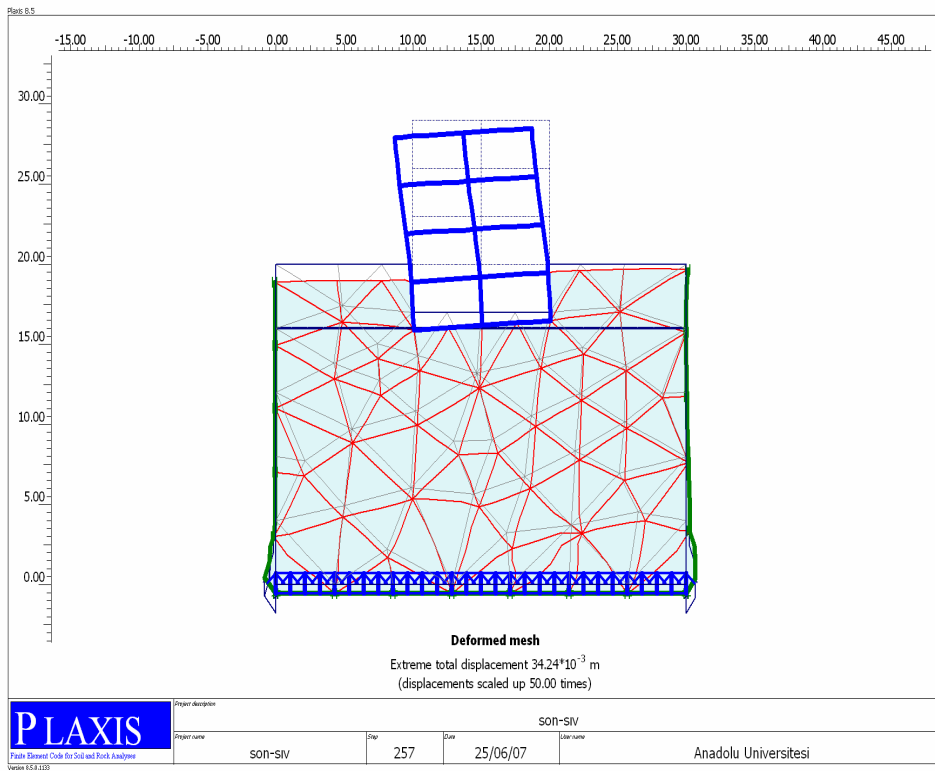 Plaxis 8.5
-15.00 -10.00 -5.00 0.00 5.00 10.00 15.00 20.00 25.00 30.00 35.00 40.00 45.00
30.00
25.00
20.00
15.00
10.00
5.00
0.00
Deformed mesh
Extreme total displacement 34.24*10⁻³ m
(displacements scaled up 50.00 times)
PLAXIS
Finite Element Code for Soil and Rock Analyses
Version 8.5.0.1133
Project description
son-sıv
Project name
son-sıv
Step
257
Date
25/06/07
User name
Anadolu Universitesi